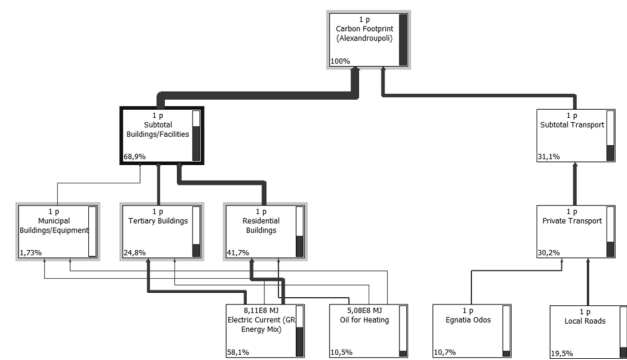 1 p
Carbon Footprint
(Alexandroupoli)
100%
1 p
Subtotal
Buildings/Facilities
68,9%
1 p
Subtotal Transport
31,1%
1 p
Municipal
Buildings/Equipment
1,73%
1 p
Tertiary Buildings
24,8%
1 p
Residential
Buildings
41,7%
1 p
Private Transport
30,2%
8,11E8 MJ
Electric Current (GR
Energy Mix)
58,1%
5,08E8 MJ
Oil for Heating
10,5%
1 p
Egnatia Odos
10,7%
1 p
Local Roads
19,5%